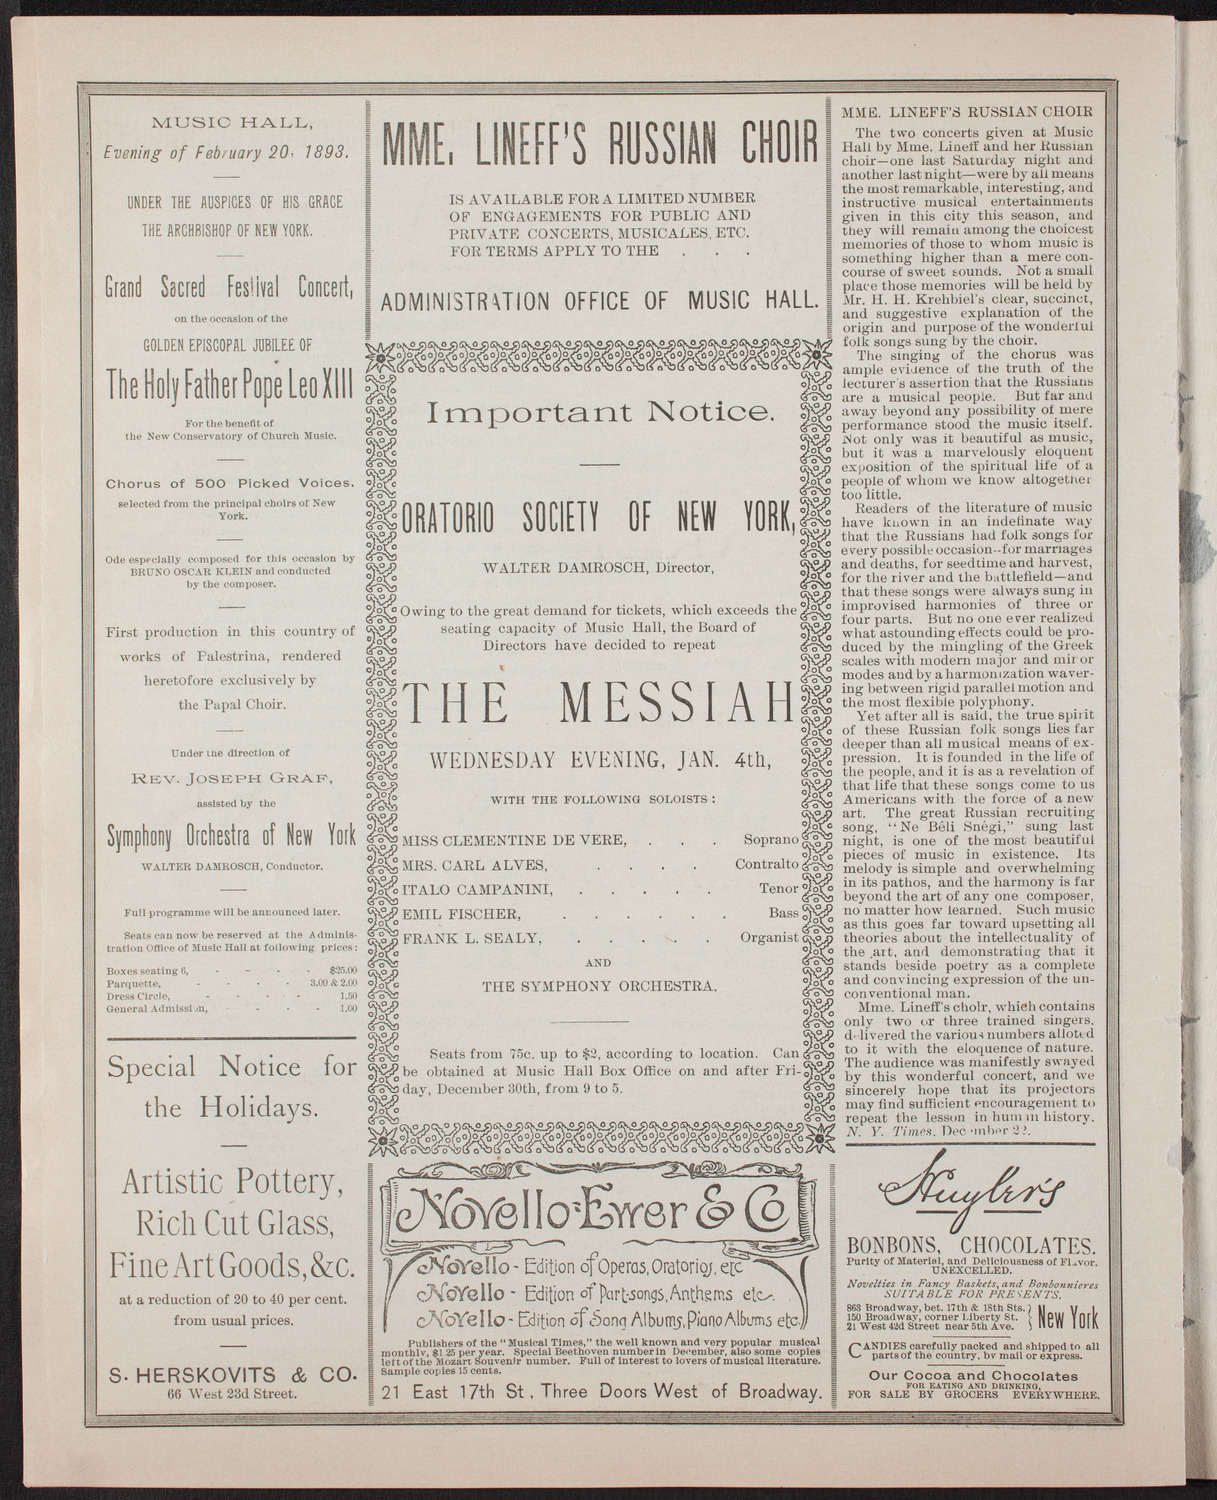 MUSIC HALL,
Evening of February 20, 1893.
UNDER THE AUSPICES OF HIS GRACE
THE ARCHBISHOP OF NEW YORK.
Grand Sacred Festival Concert,
on the occasion of the
GOLDEN EPISCOPAL JUBILEE OF
The Holy Father Pope Leo XIII
For the benefit of
the New Conservatory of Church Music.
Chorus of 500 Picked Voices.
selected from the principal choirs of New
York.
Ode especially composed for this occasion by
BRUNO OSCAR KLEIN and conducted
by the composer.
First production in this country of
works of Palestrina, rendered
heretofore exclusively by
the Papal Choir.
Under the direction of
REV. JOSEPH GRAF,
assisted by the
Symphony Orchestra of New York
WALTER DAMROSCH, Conductor.
Full programme will be announced later.
Seats can now be reserved at the Adminis-
tration Office of Music Hall at following prices:
Boxes seating 6, - - - - $25.00
Parquette, - - - - 3.00 & 2.00
Dress Circle, - - - - 1.50
General Admission, - - - - 1.00
Special Notice for
the Holidays.
Artistic Pottery,
Rich Cut Glass,
Fine Art Goods, &c.
at a reduction of 20 to 40 per cent.
from usual prices.
S. HERSKOVITS & CO.
66 West 23d Street.
MME. LINEFF'S RUSSIAN CHOIR
IS AVAILABLE FOR A LIMITED NUMBER
OF ENGAGEMENTS FOR PUBLIC AND
PRIVATE CONCERTS, MUSICALES, ETC.
FOR TERMS APPLY TO THE . . .
ADMINISTRATION OFFICE OF MUSIC HALL.
Important Notice.
ORATORIO SOCIETY OF NEW YORK,
WALTER DAMROSCH, Director,
Owing to the great demand for tickets, which exceeds the
seating capacity of Music Hall, the Board of
Directors have decided to repeat
THE MESSIAH
WEDNESDAY EVENING, JAN. 4th,
WITH THE FOLLOWING SOLOISTS:
MISS CLEMENTINE DE VERE, . . . Soprano
MRS. CARL ALVES, . . . . Contralto
ITALO CAMPANINI, . . . . . Tenor
EMIL FISCHER, . . . . . . Bass
FRANK L. SEALY, . . . . . Organist
AND
THE SYMPHONY ORCHESTRA.
Seats from 75c. up to $2, according to location. Can
be obtained at Music Hall Box Office on and after Fri-
day, December 30th, from 9 to 5.
Novello-Ewer & Co
Novello - Edition of Operas, Oratorios, etc
Novello - Edition of Part-songs, Anthems etc.
Novello - Edition of Song Albums, Piano Albums etc.
Publishers of the "Musical Times," the well known and very popular musical
monthly, $1.25 per year. Special Beethoven number in December, also some copies
left of the Mozart Souvenir number. Full of interest to lovers of musical literature.
Sample copies 15 cents.
21 East 17th St, Three Doors West of Broadway.
MME. LINEFF'S RUSSIAN CHOIR
The two concerts given at Music
Hall by Mme. Lineff and her Russian
choir—one last Saturday night and
another last night—were by all means
the most remarkable, interesting, and
instructive musical entertainments
given in this city this season, and
they will remain among the choicest
memories of those to whom music is
something higher than a mere con-
course of sweet sounds. Not a small
place those memories will be held by
Mr. H. H. Krehbiel's clear, succinct,
and suggestive explanation of the
origin and purpose of the wonderful
folk songs sung by the choir.
The singing of the chorus was
ample evidence of the truth of the
lecturer's assertion that the Russians
are a musical people. But far and
away beyond any possibility of mere
performance stood the music itself.
Not only was it beautiful as music,
but it was a marvelously eloquent
exposition of the spiritual life of a
people of whom we know altogether
too little.
Readers of the literature of music
have known in an indefinate way
that the Russians had folk songs for
every possible occasion--for marriages
and deaths, for seedtime and harvest,
for the river and the battlefield—and
that these songs were always sung in
improvised harmonies of three or
four parts. But no one ever realized
what astounding effects could be pro-
duced by the mingling of the Greek
scales with modern major and minor
modes and by a harmonization waver-
ing between rigid parallel motion and
the most flexible polyphony.
Yet after all is said, the true spirit
of these Russian folk songs lies far
deeper than all musical means of ex-
pression. It is founded in the life of
the people, and it is as a revelation of
that life that these songs come to us
Americans with the force of a new
art. The great Russian recruiting
song, "Ne Béli Snégi," sung last
night, is one of the most beautiful
pieces of music in existence. Its
melody is simple and overwhelming
in its pathos, and the harmony is far
beyond the art of any one composer,
no matter how learned. Such music
as this goes far toward upsetting all
theories about the intellectuality of
the art, and demonstrating that it
stands beside poetry as a complete
and convincing expression of the un-
conventional man.
Mme. Lineff's choir, which contains
only two or three trained singers,
delivered the various numbers alloted
to it with the eloquence of nature.
The audience was manifestly swayed
by this wonderful concert, and we
sincerely hope that its projectors
may find sufficient encouragement to
repeat the lesson in human history.
N. Y. Times, December 22.
Huyler's
BONBONS, CHOCOLATES.
Purity of Material, and Deliciousness of Flavor.
UNEXCELLED.
Novelties in Fancy Baskets, and Bonbonnieres
SUITABLE FOR PRESENTS.
863 Broadway, bet. 17th & 18th Sts.
150 Broadway, corner Liberty St.
21 West 42d Street near 5th Ave.
New York
CANDIES carefully packed and shipped to all
parts of the country, by mail or express.
Our Cocoa and Chocolates
FOR EATING AND DRINKING,
FOR SALE BY GROCERS EVERYWHERE.